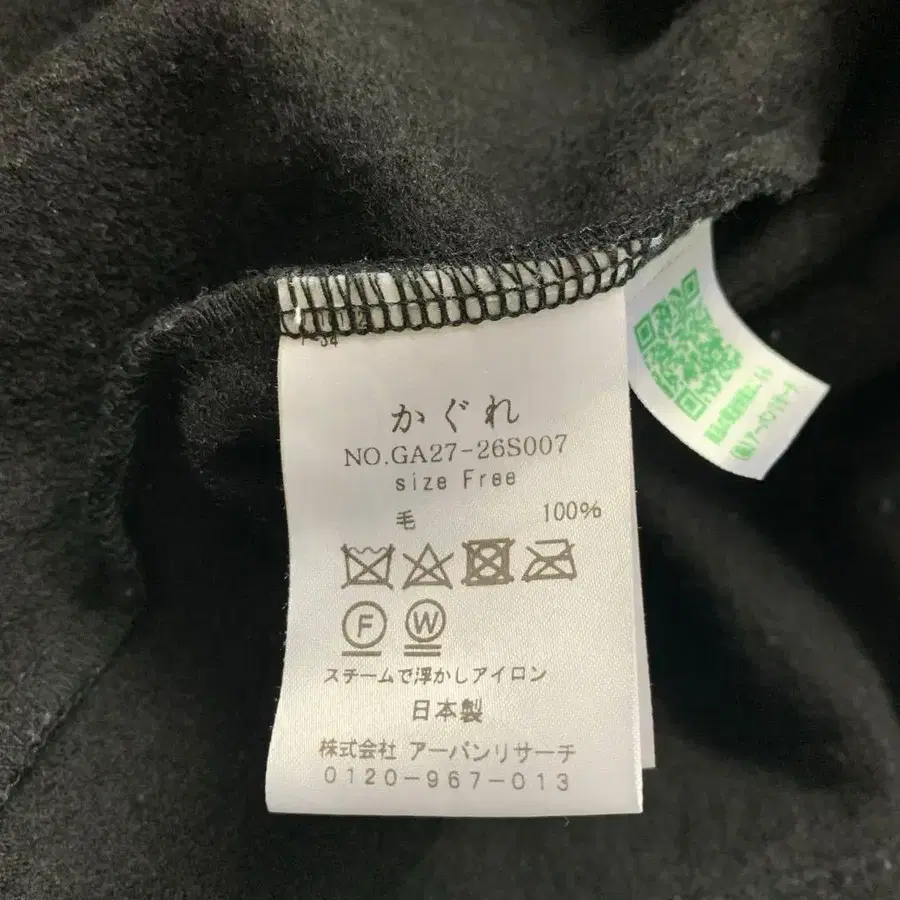 かぐれ
NO.GA27-26S007
size Free
毛 100%
F W
スチームで浮かしアイロン
日本製
株式会社 アーバンリサーチ
0120-967-013